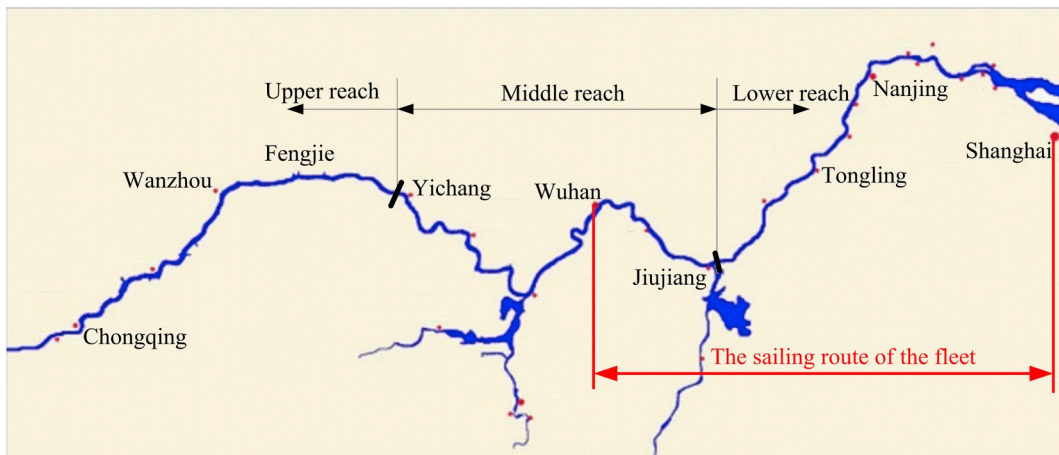 Upper reach
Middle reach
Lower reach
Nanjing
Shanghai
Fengjie
Wanzhou
Yichang
Wuhan
Tongling
Jiujiang
Chongqing
The sailing route of the fleet